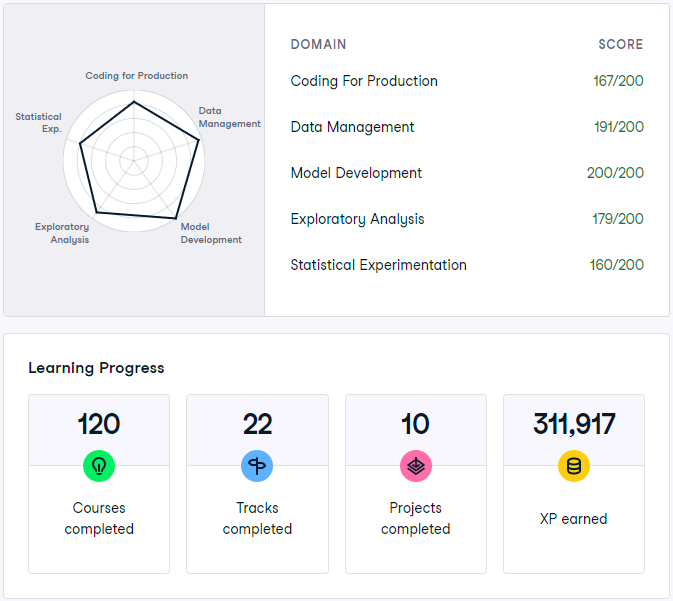 Coding for Production
Data
Management
Statistical
Exp.
Exploratory
Analysis
Model
Development
DOMAIN SCORE
Coding For Production 167/200
Data Management 191/200
Model Development 200/200
Exploratory Analysis 179/200
Statistical Experimentation 160/200
Learning Progress
120 22 10 311,917
Courses
completed
Tracks
completed
Projects
completed
XP earned